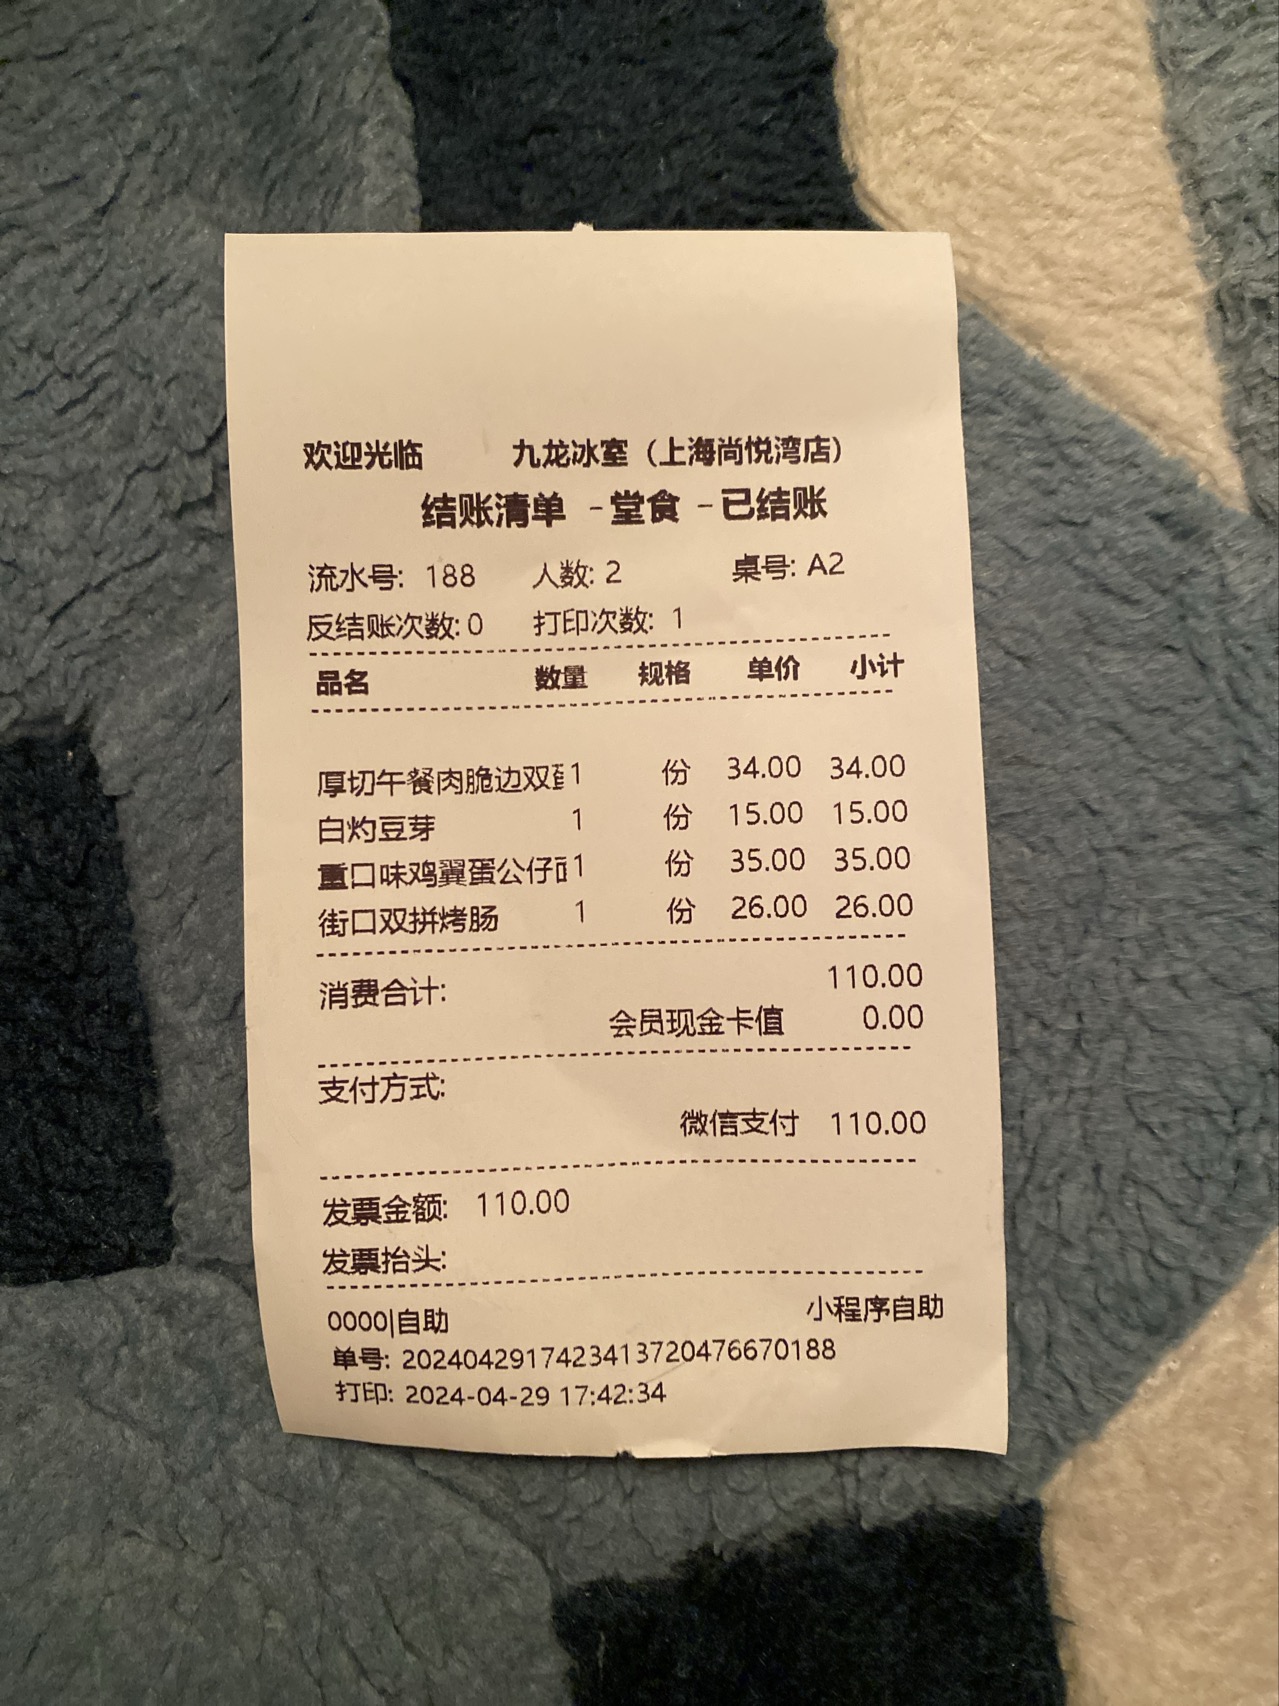 欢迎光临 九龙冰室（上海尚悦湾店）
结账清单 -堂食 -已结账
流水号: 188 人数: 2 桌号: A2
反结账次数: 0 打印次数: 1
品名 数量 规格 单价 小计
厚切午餐肉脆边双 1 份 34.00 34.00
白灼豆芽 1 份 15.00 15.00
重口味鸡翼蛋公仔 1 份 35.00 35.00
街口双拼烤肠 1 份 26.00 26.00
消费合计: 110.00
会员现金卡值 0.00
支付方式:
微信支付 110.00
发票金额: 110.00
发票抬头:
0000|自助 小程序自助
单号: 2024042917423413720476670188
打印: 2024-04-29 17:42:34